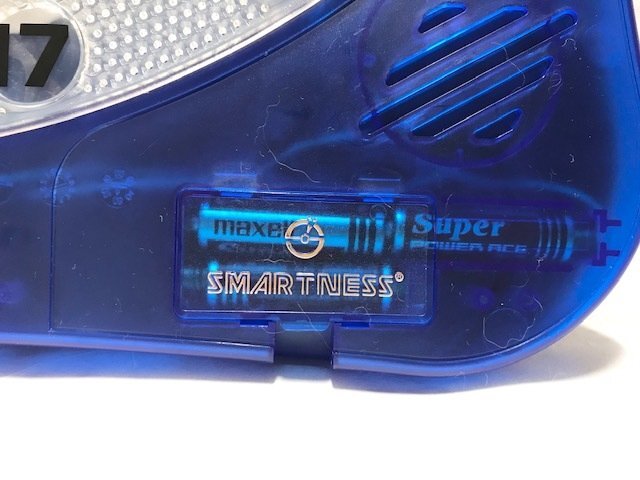 17
maxell Super
POWER ACE
SMARTNESS®